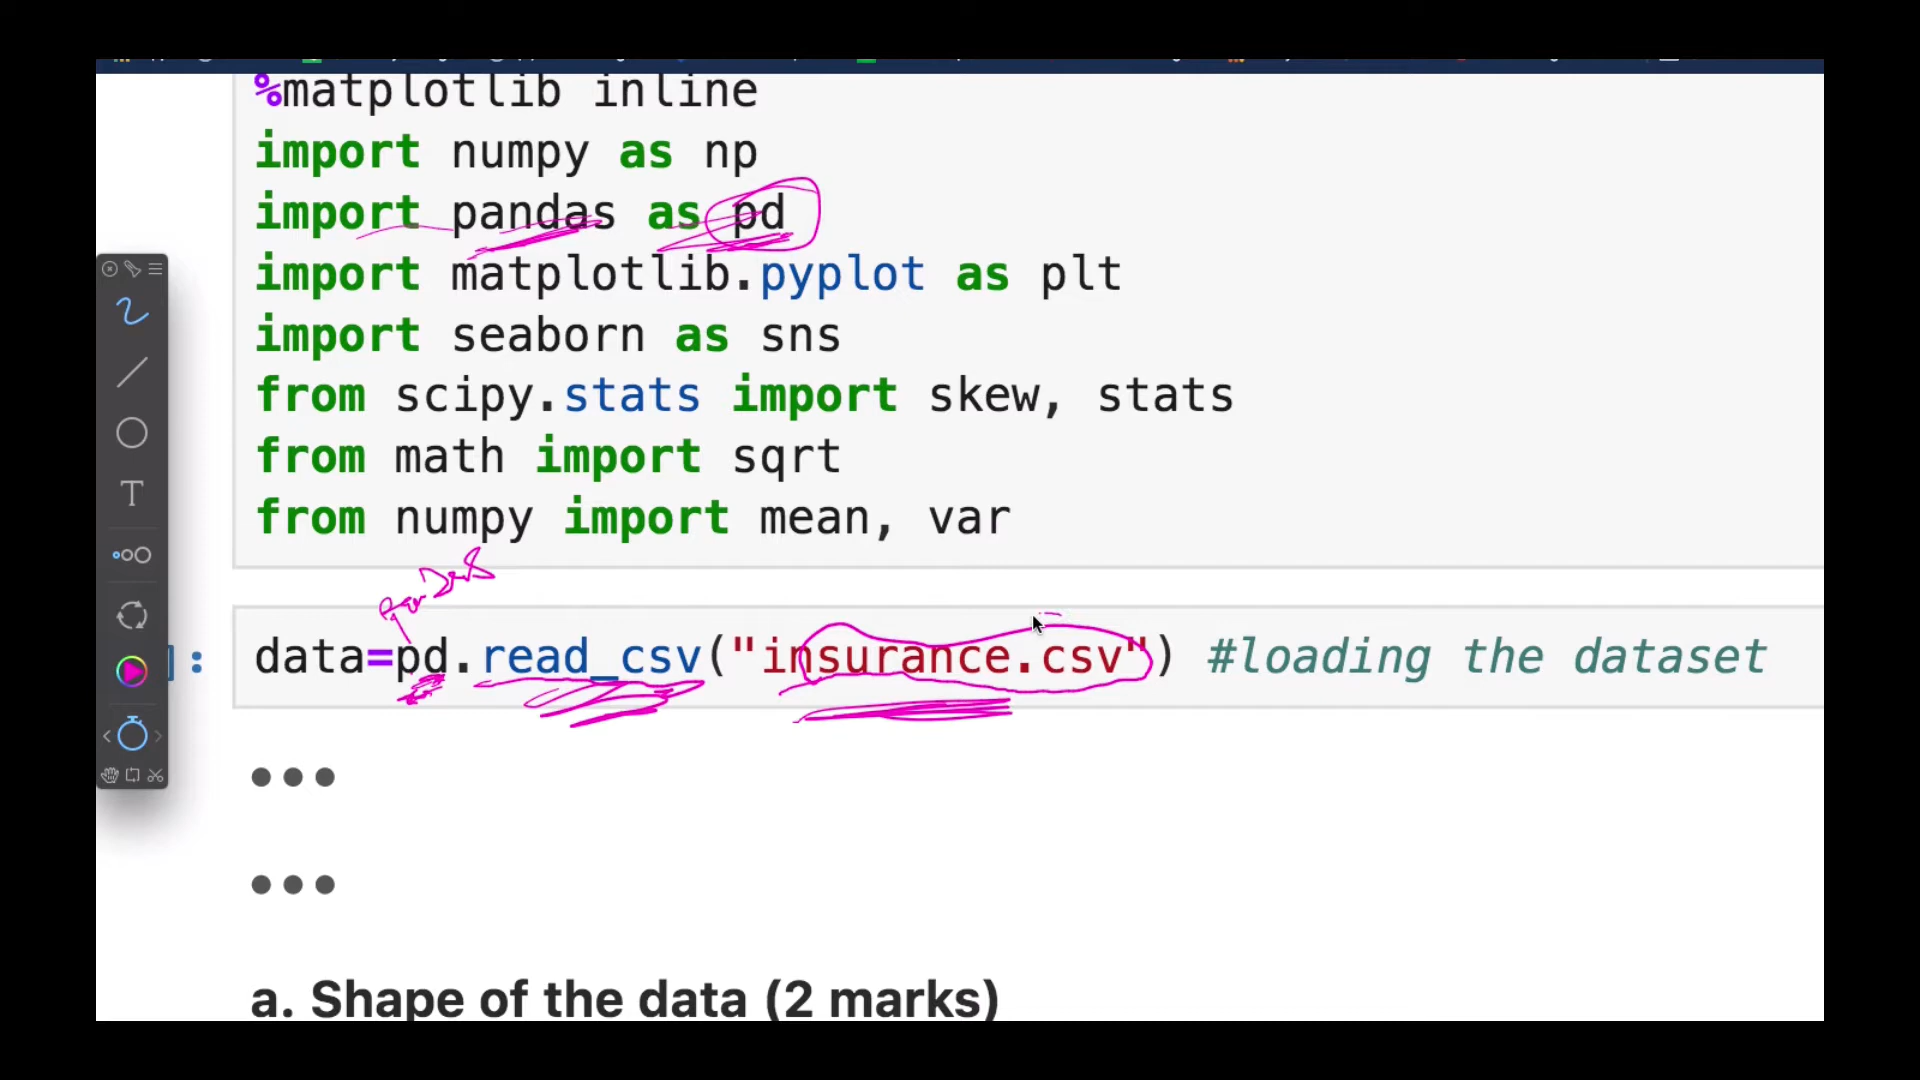 %matplotlib inline
import numpy as np
import pandas as pd
import matplotlib.pyplot as plt
import seaborn as sns
from scipy.stats import skew, stats
from math import sqrt
from numpy import mean, var
data=pd.read_csv("insurance.csv") #loading the dataset
a. Shape of the data (2 marks)